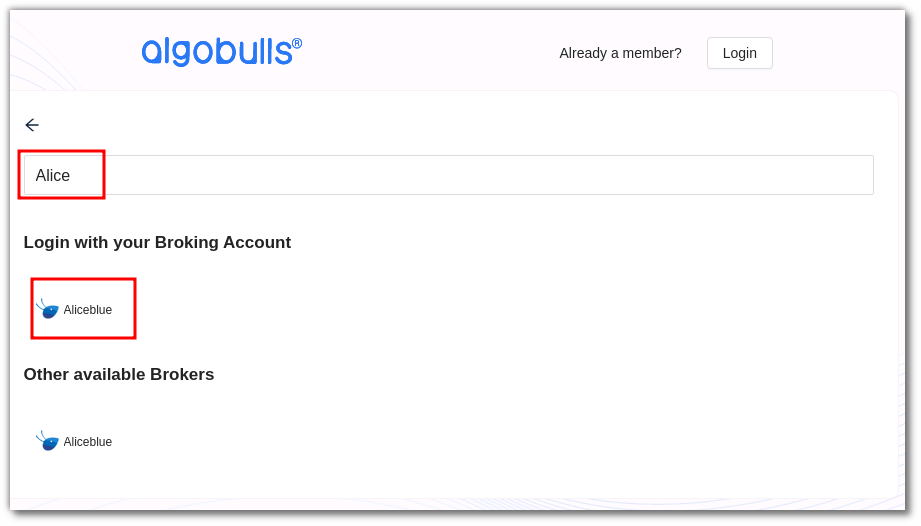 algobulls®
Already a member?
Login
Alice
Login with your Broking Account
Aliceblue
Other available Brokers
Aliceblue